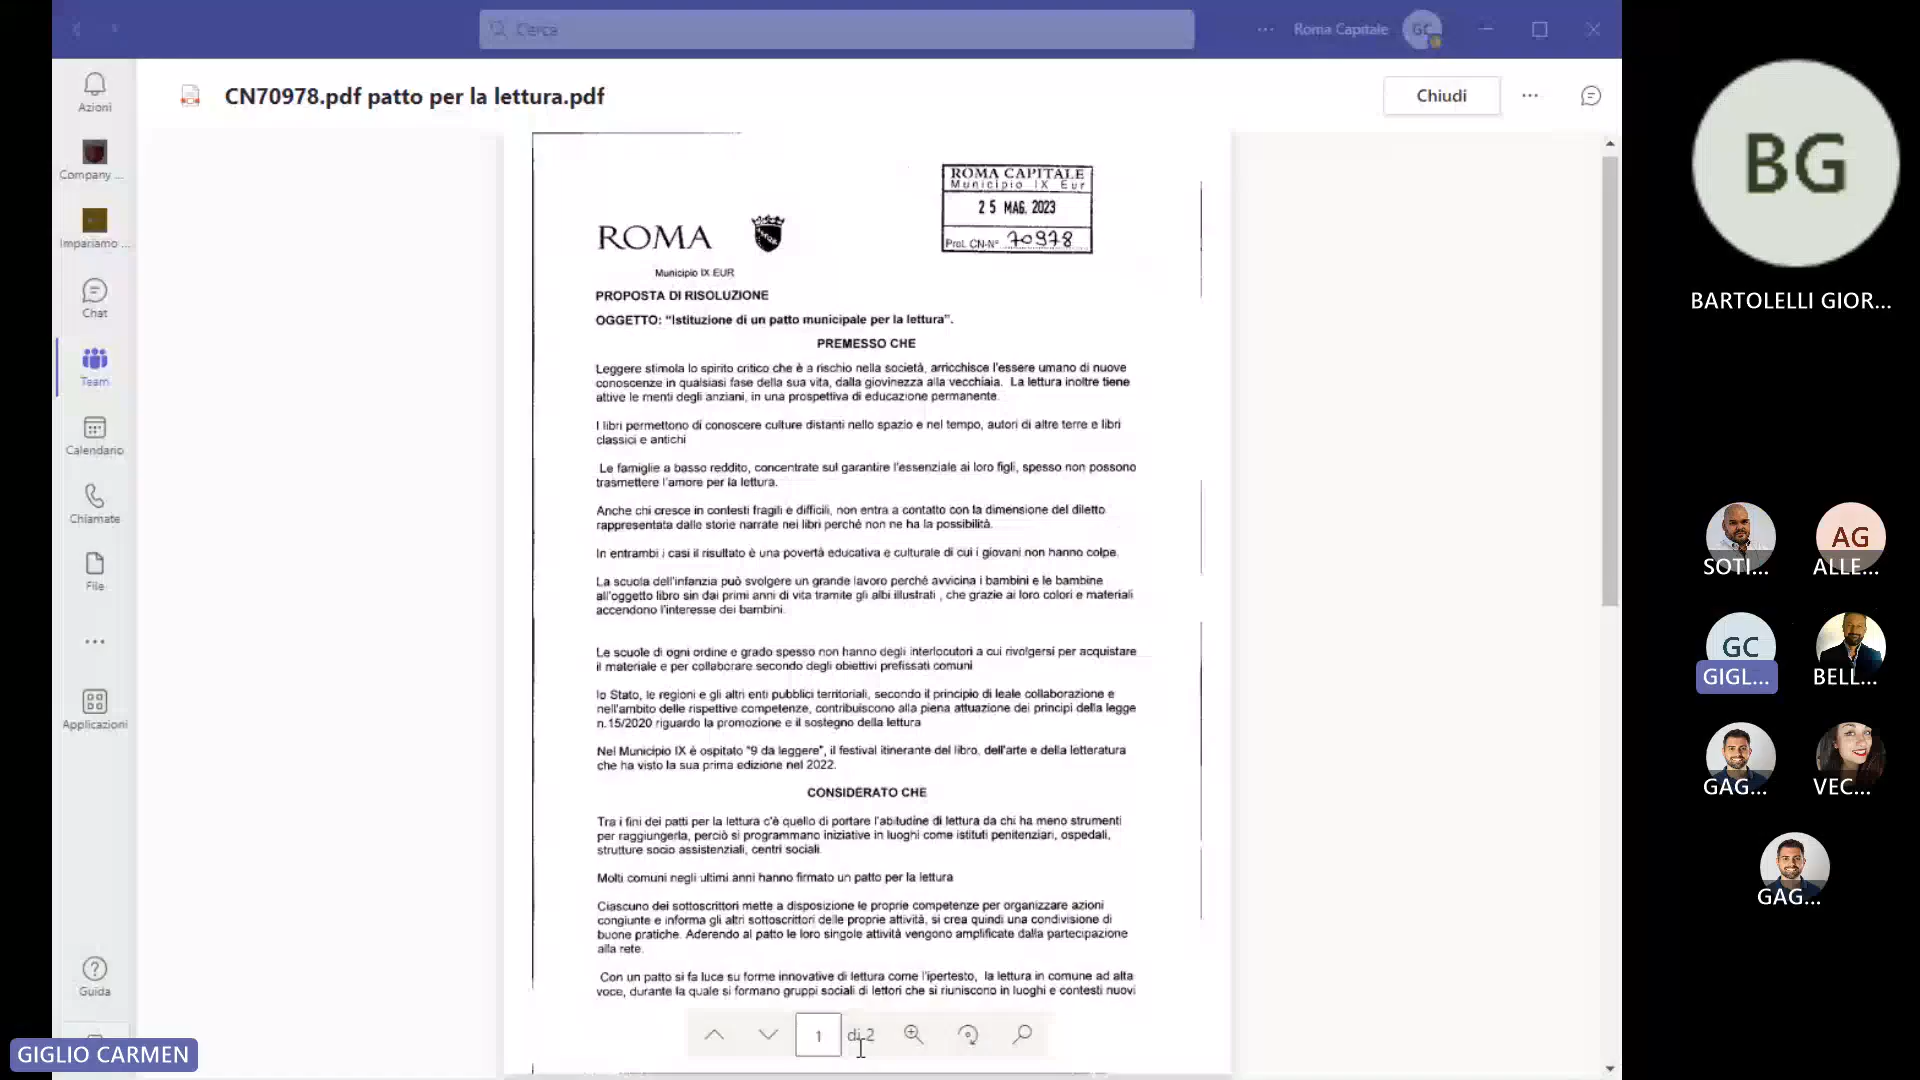 Cerca
Roma Capitale
GC
Azioni
Company ...
Impariamo ...
Chat
Team
Calendario
Chiamate
File
Applicazioni
Guida
CN70978.pdf patto per la lettura.pdf
Chiudi
ROMA CAPITALE
Municipio IX Eur
25 MAG. 2023
Prot. CN-N° 70978
ROMA
Municipio IX EUR
PROPOSTA DI RISOLUZIONE
OGGETTO: “Istituzione di un patto municipale per la lettura”.
PREMESSO CHE
Leggere stimola lo spirito critico che è a rischio nella società, arricchisce l'essere umano di nuove
conoscenze in qualsiasi fase della sua vita, dalla giovinezza alla vecchiaia. La lettura inoltre tiene
attive le menti degli anziani, in una prospettiva di educazione permanente.
I libri permettono di conoscere culture distanti nello spazio e nel tempo, autori di altre terre e libri
classici e antichi
Le famiglie a basso reddito, concentrate sul garantire l'essenziale ai loro figli, spesso non possono
trasmettere l'amore per la lettura.
Anche chi cresce in contesti fragili e difficili, non entra a contatto con la dimensione del diletto
rappresentata dalle storie narrate nei libri perché non ne ha la possibilità.
In entrambi i casi il risultato è una povertà educativa e culturale di cui i giovani non hanno colpe.
La scuola dell'infanzia può svolgere un grande lavoro perché avvicina i bambini e le bambine
all'oggetto libro sin dai primi anni di vita tramite gli albi illustrati , che grazie ai loro colori e materiali
accendono l'interesse dei bambini.
Le scuole di ogni ordine e grado spesso non hanno degli interlocutori a cui rivolgersi per acquistare
il materiale e per collaborare secondo degli obiettivi prefissati comuni
lo Stato, le regioni e gli altri enti pubblici territoriali, secondo il principio di leale collaborazione e
nell'ambito delle rispettive competenze, contribuiscono alla piena attuazione dei principi della legge
n.15/2020 riguardo la promozione e il sostegno della lettura
Nel Municipio IX è ospitato "9 da leggere", il festival itinerante del libro, dell'arte e della letteratura
che ha visto la sua prima edizione nel 2022.
CONSIDERATO CHE
Tra i fini dei patti per la lettura c'è quello di portare l'abitudine di lettura da chi ha meno strumenti
per raggiungerla, perciò si programmano iniziative in luoghi come istituti penitenziari, ospedali,
strutture socio assistenziali, centri sociali.
Molti comuni negli ultimi anni hanno firmato un patto per la lettura
Ciascuno dei sottoscrittori mette a disposizione le proprie competenze per organizzare azioni
congiunte e informa gli altri sottoscrittori delle proprie attività, si crea quindi una condivisione di
buone pratiche. Aderendo al patto le loro singole attività vengono amplificate dalla partecipazione
alla rete.
Con un patto si fa luce su forme innovative di lettura come l'ipertesto, la lettura in comune ad alta
voce, durante la quale si formano gruppi sociali di lettori che si riuniscono in luoghi e contesti nuovi
1
di 2
GIGLIO CARMEN
BG
BARTOLELLI GIOR...
SOTI...
AG
ALLE...
GC
GIGL...
BELL...
GAG...
VEC...
GAG...